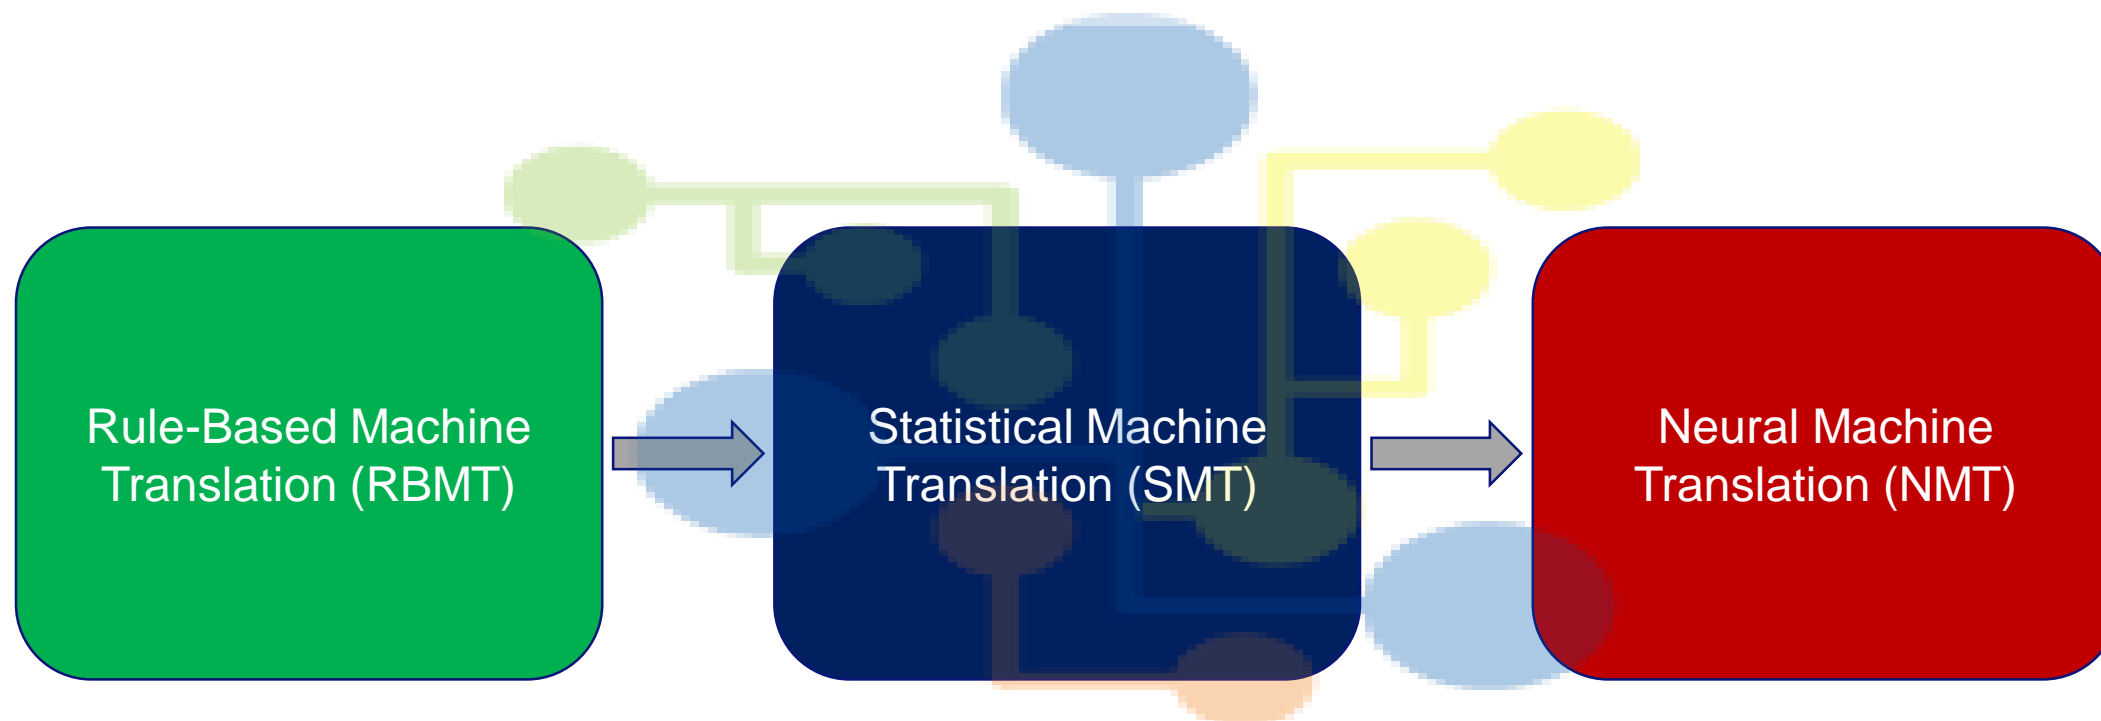 Rule-Based Machine
Translation (RBMT)
Statistical Machine
Translation (SMT)
Neural Machine
Translation (NMT)